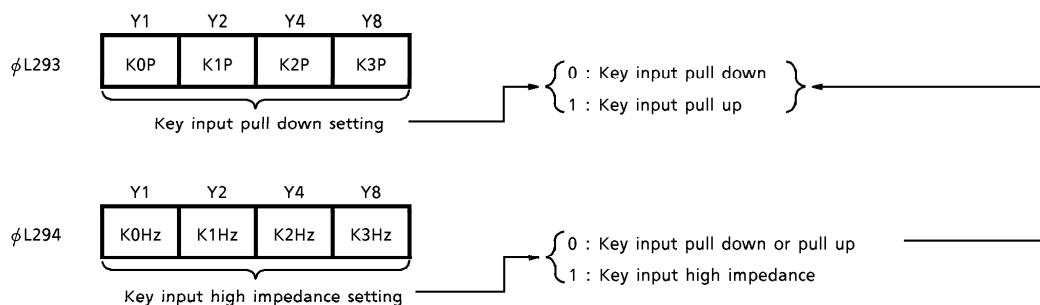 Y1 Y2 Y4 Y8
ϕL293 K0P K1P K2P K3P
0 : Key input pull down
1 : Key input pull up
Key input pull down setting
Y1 Y2 Y4 Y8
ϕL294 K0Hz K1Hz K2Hz K3Hz
0 : Key input pull down or pull up
1 : Key input high impedance
Key input high impedance setting